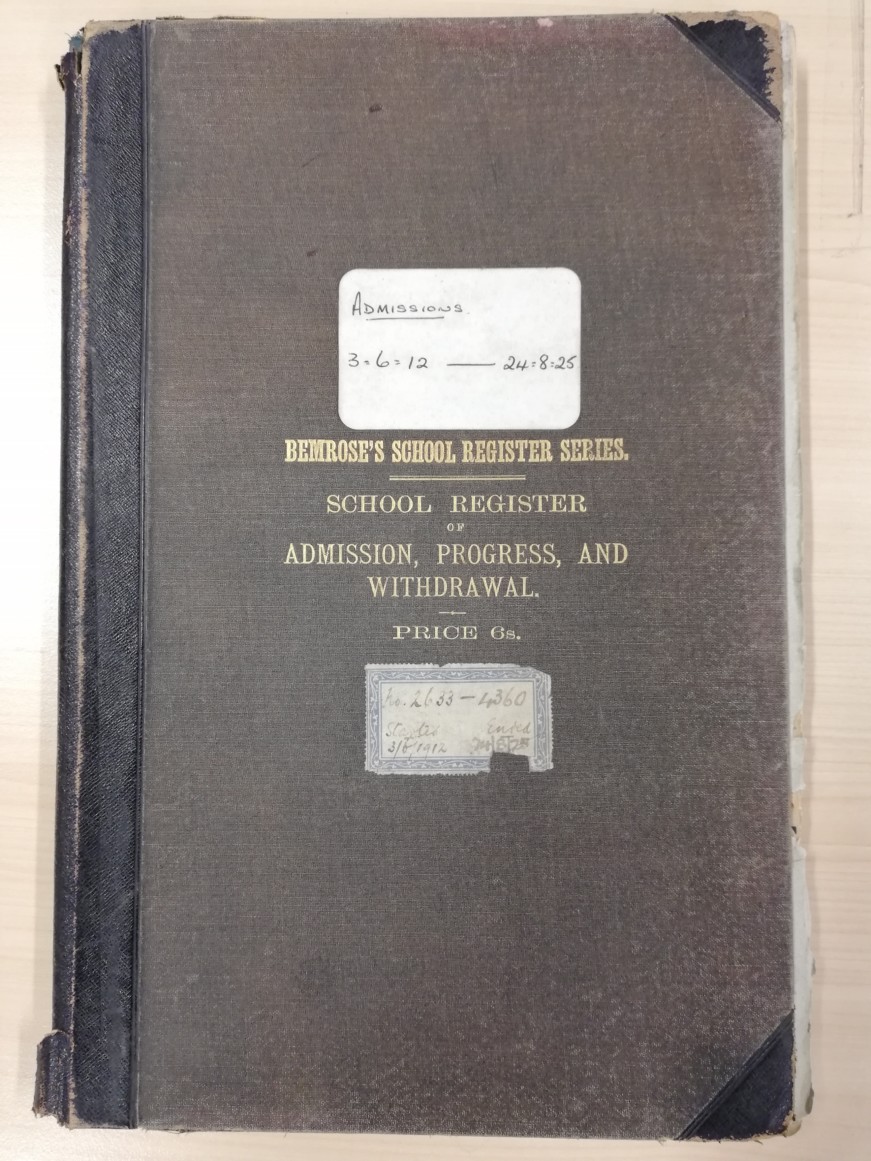 ADMISSIONS.
3=6=12 — 24=8=25
BEMROSE'S SCHOOL REGISTER SERIES.
SCHOOL REGISTER
OF
ADMISSION, PROGRESS, AND
WITHDRAWAL.
PRICE 6s.
No. 2633 — 4360
Started Ended
3/6/1912